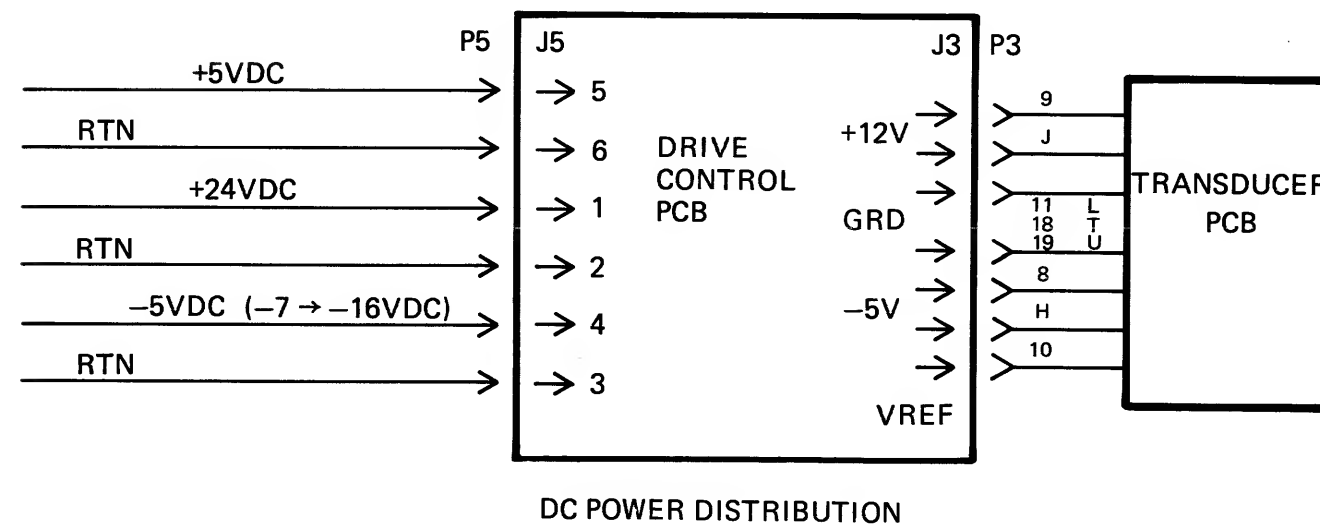 P5 J5 J3 P3
+5VDC 5
RTN 6
+24VDC 1
RTN 2
−5VDC (−7 → −16VDC) 4
RTN 3
DRIVE
CONTROL
PCB
+12V
GRD
−5V
VREF
9
J
11 L
18 T
19 U
8
H
10
TRANSDUCER
PCB
DC POWER DISTRIBUTION